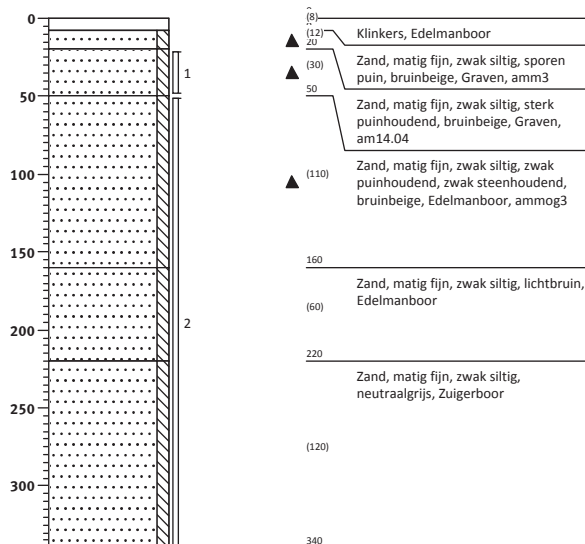 0
50
100
150
200
250
300
1
2
(8)
(12)
20
(30)
50
(110)
160
(60)
220
(120)
340
Klinkers, Edelmanboor
Zand, matig fijn, zwak siltig, sporen
puin, bruinbeige, Graven, amm3
Zand, matig fijn, zwak siltig, sterk
puinhoudend, bruinbeige, Graven,
am14.04
Zand, matig fijn, zwak siltig, zwak
puinhoudend, zwak steenhoudend,
bruinbeige, Edelmanboor, ammog3
Zand, matig fijn, zwak siltig, lichtbruin,
Edelmanboor
Zand, matig fijn, zwak siltig,
neutraalgrijs, Zuigerboor